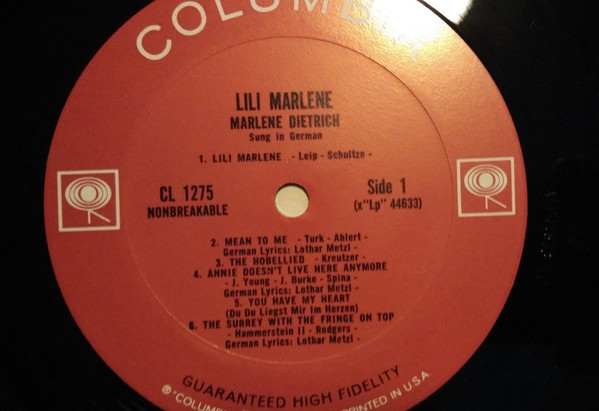 COLUMBIA
LILI MARLENE
MARLENE DIETRICH
Sung in German
1. LILI MARLENE - Leip - Schultze -
CL 1275
NONBREAKABLE
Side 1
(x"Lp" 44633)
2. MEAN TO ME - Turk - Ahlert -
German Lyrics: Lothar Metzl -
3. THE HOBELLIED - Kreutzer -
4. ANNIE DOESN'T LIVE HERE ANYMORE
- J. Young - J. Burke - Spina -
German Lyrics: Lothar Metzl -
5. YOU HAVE MY HEART
(Du Du Liegst Mir Im Herzen)
6. THE SURREY WITH THE FRINGE ON TOP
- Hammerstein II - Rodgers -
German Lyrics: Lothar Metzl -
GUARANTEED HIGH FIDELITY
®"COLUMB PRINTED IN U.S.A.